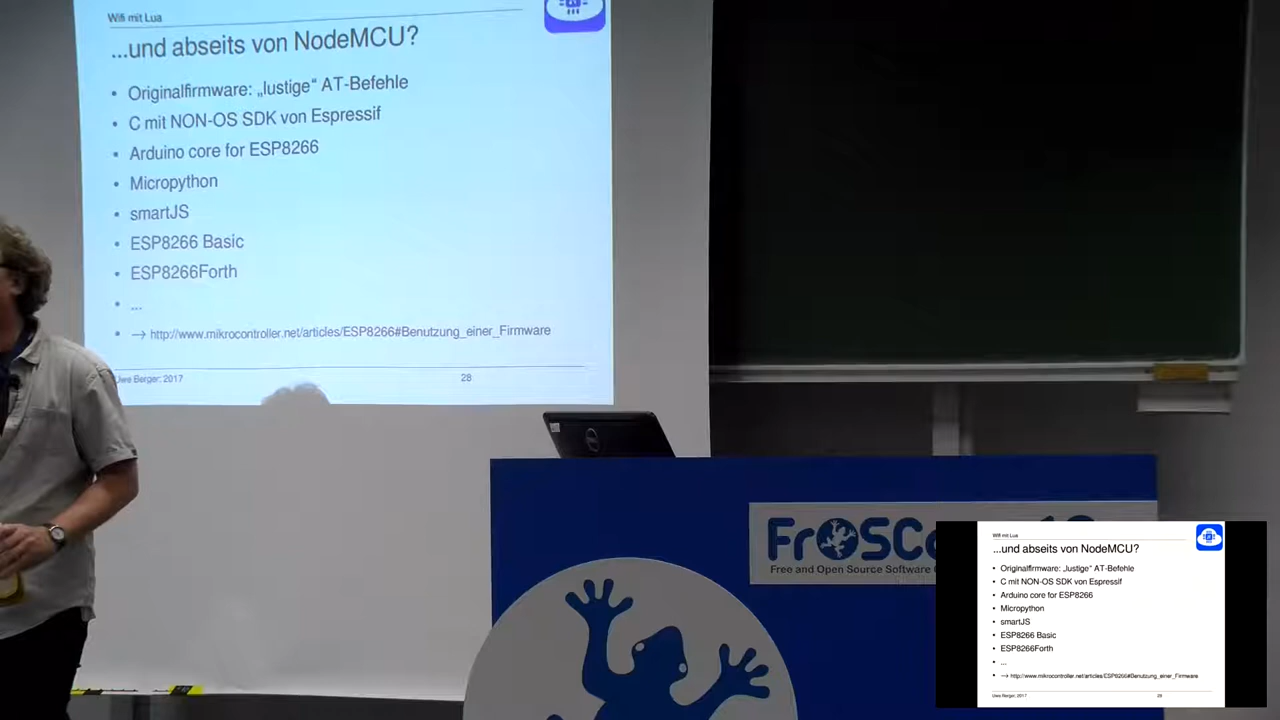 Wifi mit Lua
...und abseits von NodeMCU?
• Originalfirmware: „lustige“ AT-Befehle
• C mit NON-OS SDK von Espressif
• Arduino core for ESP8266
• Micropython
• smartJS
• ESP8266 Basic
• ESP8266Forth
• ...
• → http://www.mikrocontroller.net/articles/ESP8266#Benutzung_einer_Firmware
Uwe Berger; 2017 28
DELL
FrOSC
Free and Open Source Software
Wifi mit Lua
...und abseits von NodeMCU?
• Originalfirmware: „lustige“ AT-Befehle
• C mit NON-OS SDK von Espressif
• Arduino core for ESP8266
• Micropython
• smartJS
• ESP8266 Basic
• ESP8266Forth
• ...
• → http://www.mikrocontroller.net/articles/ESP8266#Benutzung_einer_Firmware
Uwe Berger; 2017 28